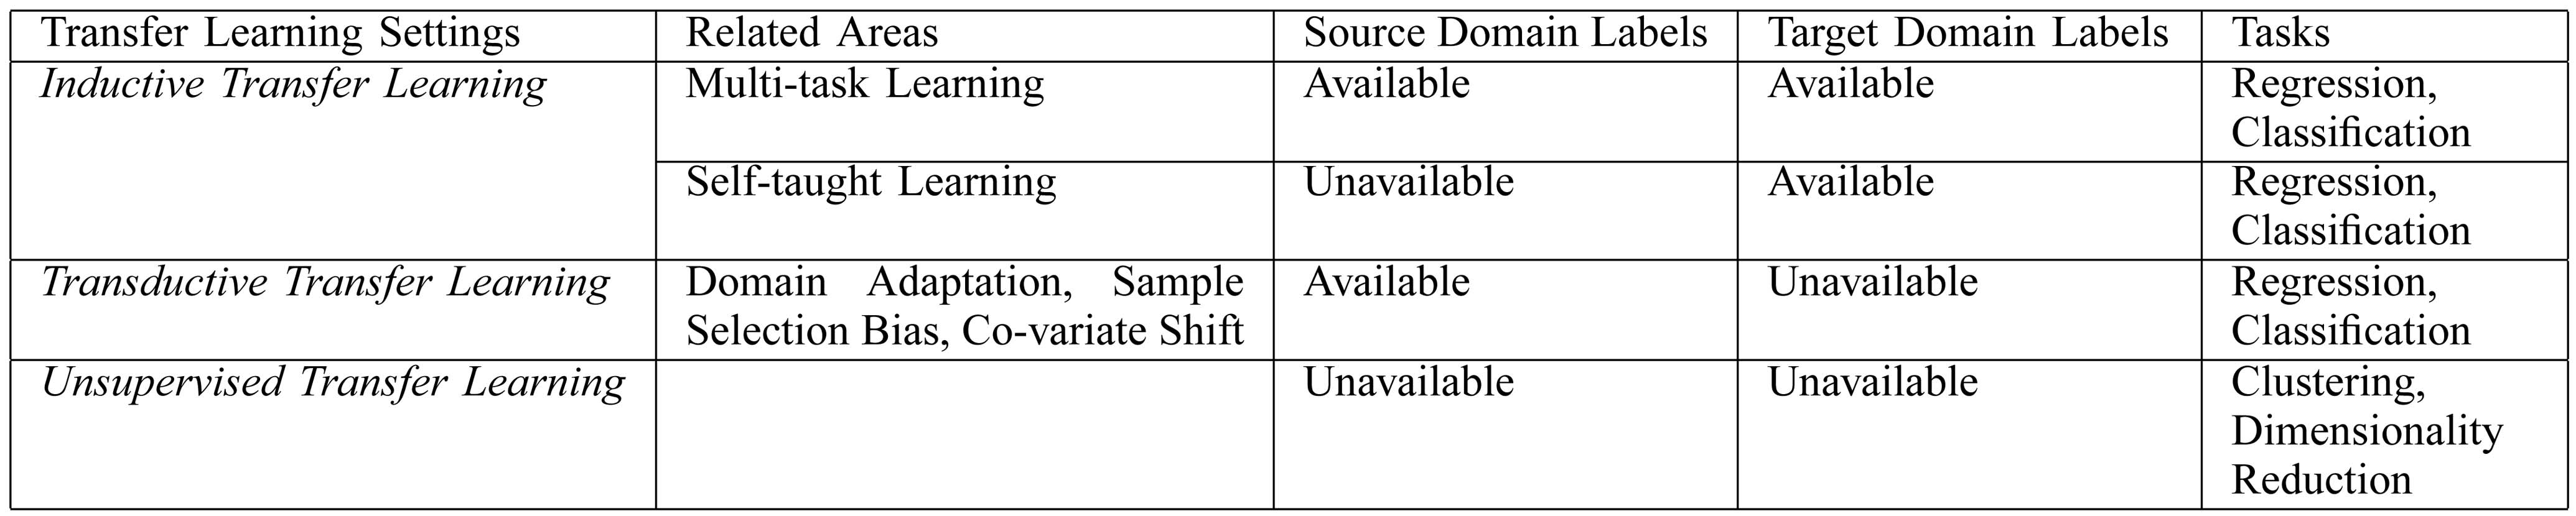 Transfer Learning Settings Related Areas Source Domain Labels Target Domain Labels Tasks
Inductive Transfer Learning Multi-task Learning Available Available Regression,
Classification
Self-taught Learning Unavailable Available Regression,
Classification
Transductive Transfer Learning Domain Adaptation, Sample Available Unavailable Regression,
Selection Bias, Co-variate Shift Classification
Unsupervised Transfer Learning Unavailable Unavailable Clustering,
Dimensionality
Reduction